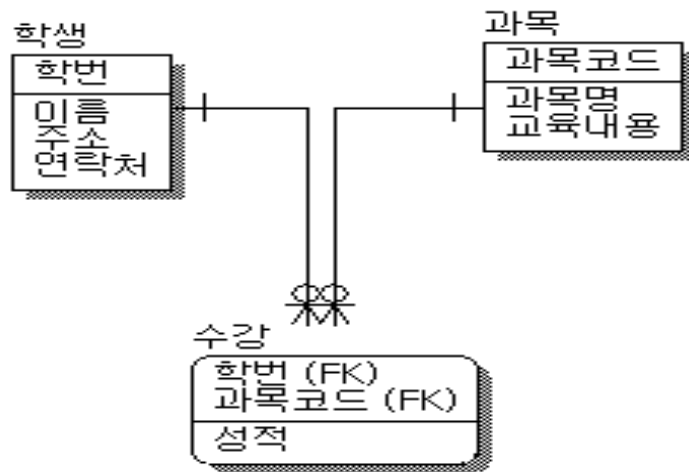 학생
학번
이름
주소
연락처
과목
과목코드
과목명
교육내용
수강
학번 (FK)
과목코드 (FK)
성적